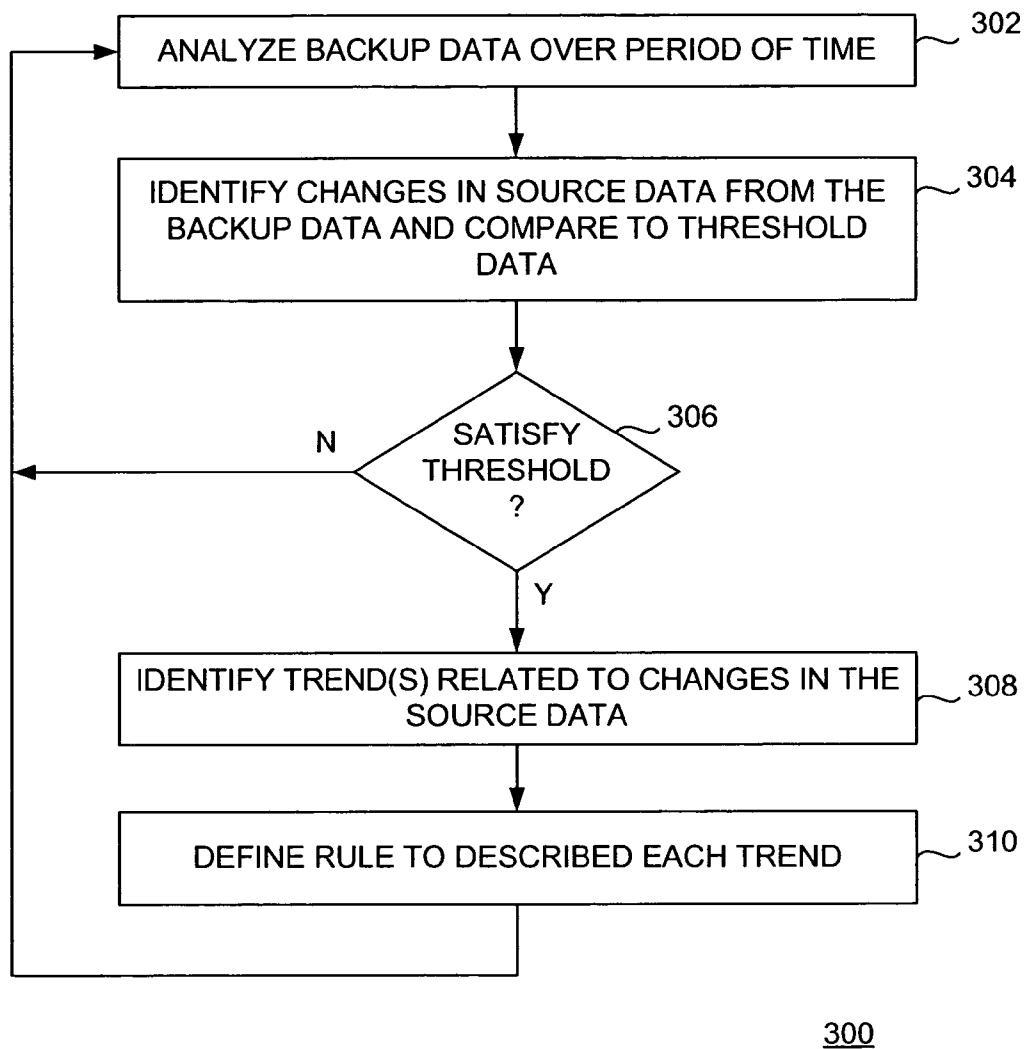 302
ANALYZE BACKUP DATA OVER PERIOD OF TIME
304
IDENTIFY CHANGES IN SOURCE DATA FROM THE
BACKUP DATA AND COMPARE TO THRESHOLD
DATA
306
SATISFY
THRESHOLD
?
N
Y
308
IDENTIFY TREND(S) RELATED TO CHANGES IN THE
SOURCE DATA
310
DEFINE RULE TO DESCRIBED EACH TREND
300